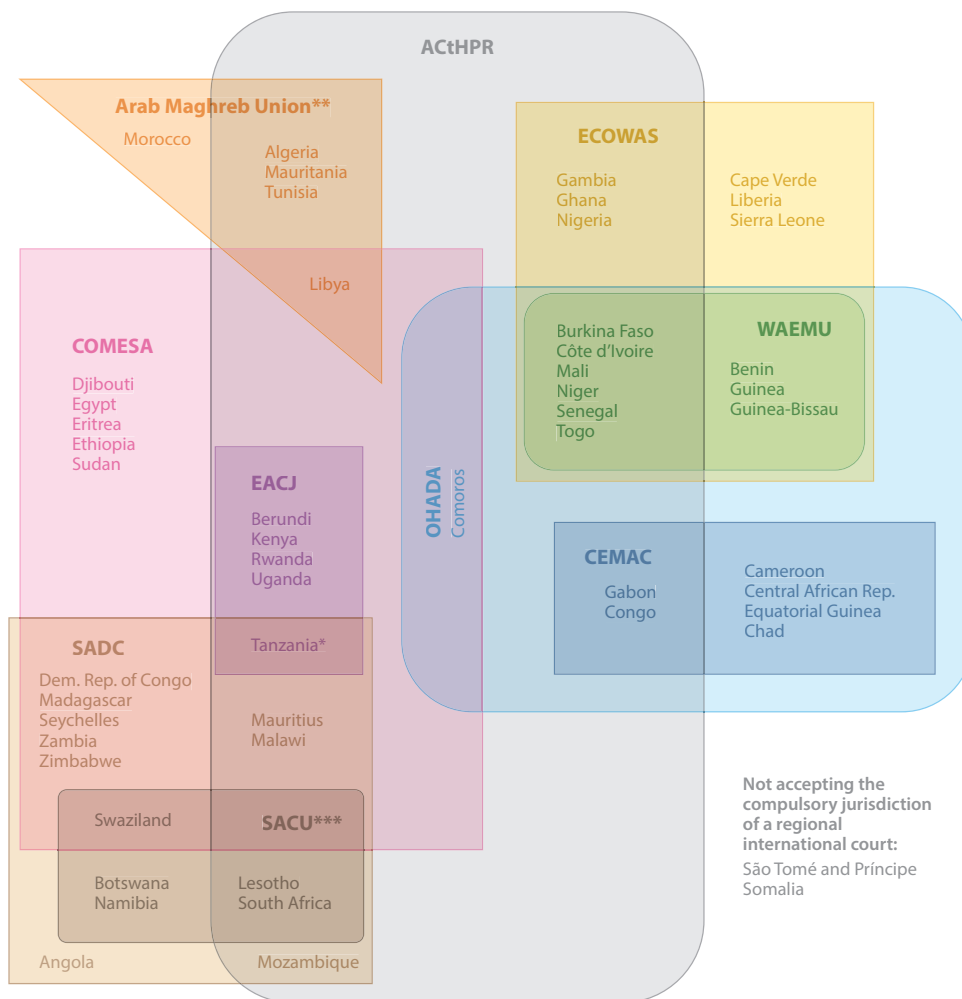 ACtHPR
Arab Maghreb Union**
Morocco
Algeria
Mauritania
Tunisia
Libya
ECOWAS
Gambia
Ghana
Nigeria
Cape Verde
Liberia
Sierra Leone
COMESA
Djibouti
Egypt
Eritrea
Ethiopia
Sudan
WAEMU
Burkina Faso
Côte d'Ivoire
Mali
Niger
Senegal
Togo
Benin
Guinea
Guinea-Bissau
OHADA
Comoros
EACJ
Berundi
Kenya
Rwanda
Uganda
Tanzania*
CEMAC
Gabon
Congo
Cameroon
Central African Rep.
Equatorial Guinea
Chad
SADC
Dem. Rep. of Congo
Madagascar
Seychelles
Zambia
Zimbabwe
Mauritius
Malawi
Swaziland
SACU***
Botswana
Namibia
Lesotho
South Africa
Angola
Mozambique
Not accepting the
compulsory jurisdiction
of a regional
international court:
São Tomé and Príncipe
Somalia